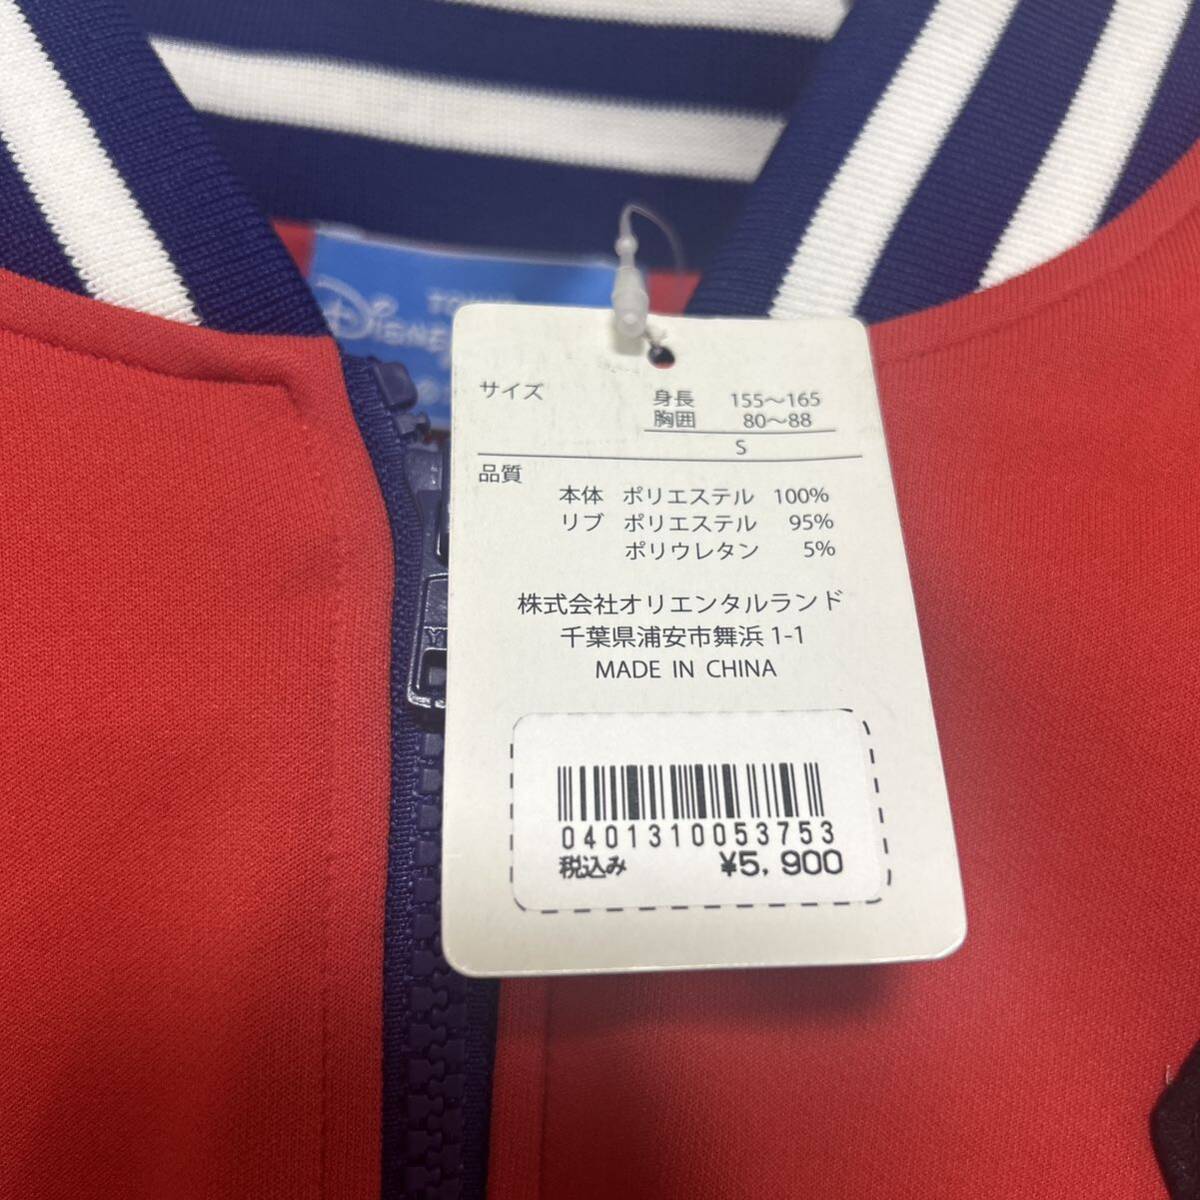 DISNEY
サイズ
身長 155～165
胸囲 80～88
S
品質
本体 ポリエステル 100%
リブ ポリエステル 95%
ポリウレタン 5%
株式会社オリエンタルランド
千葉県浦安市舞浜 1-1
MADE IN CHINA
0401310053753
税込み ¥5,900